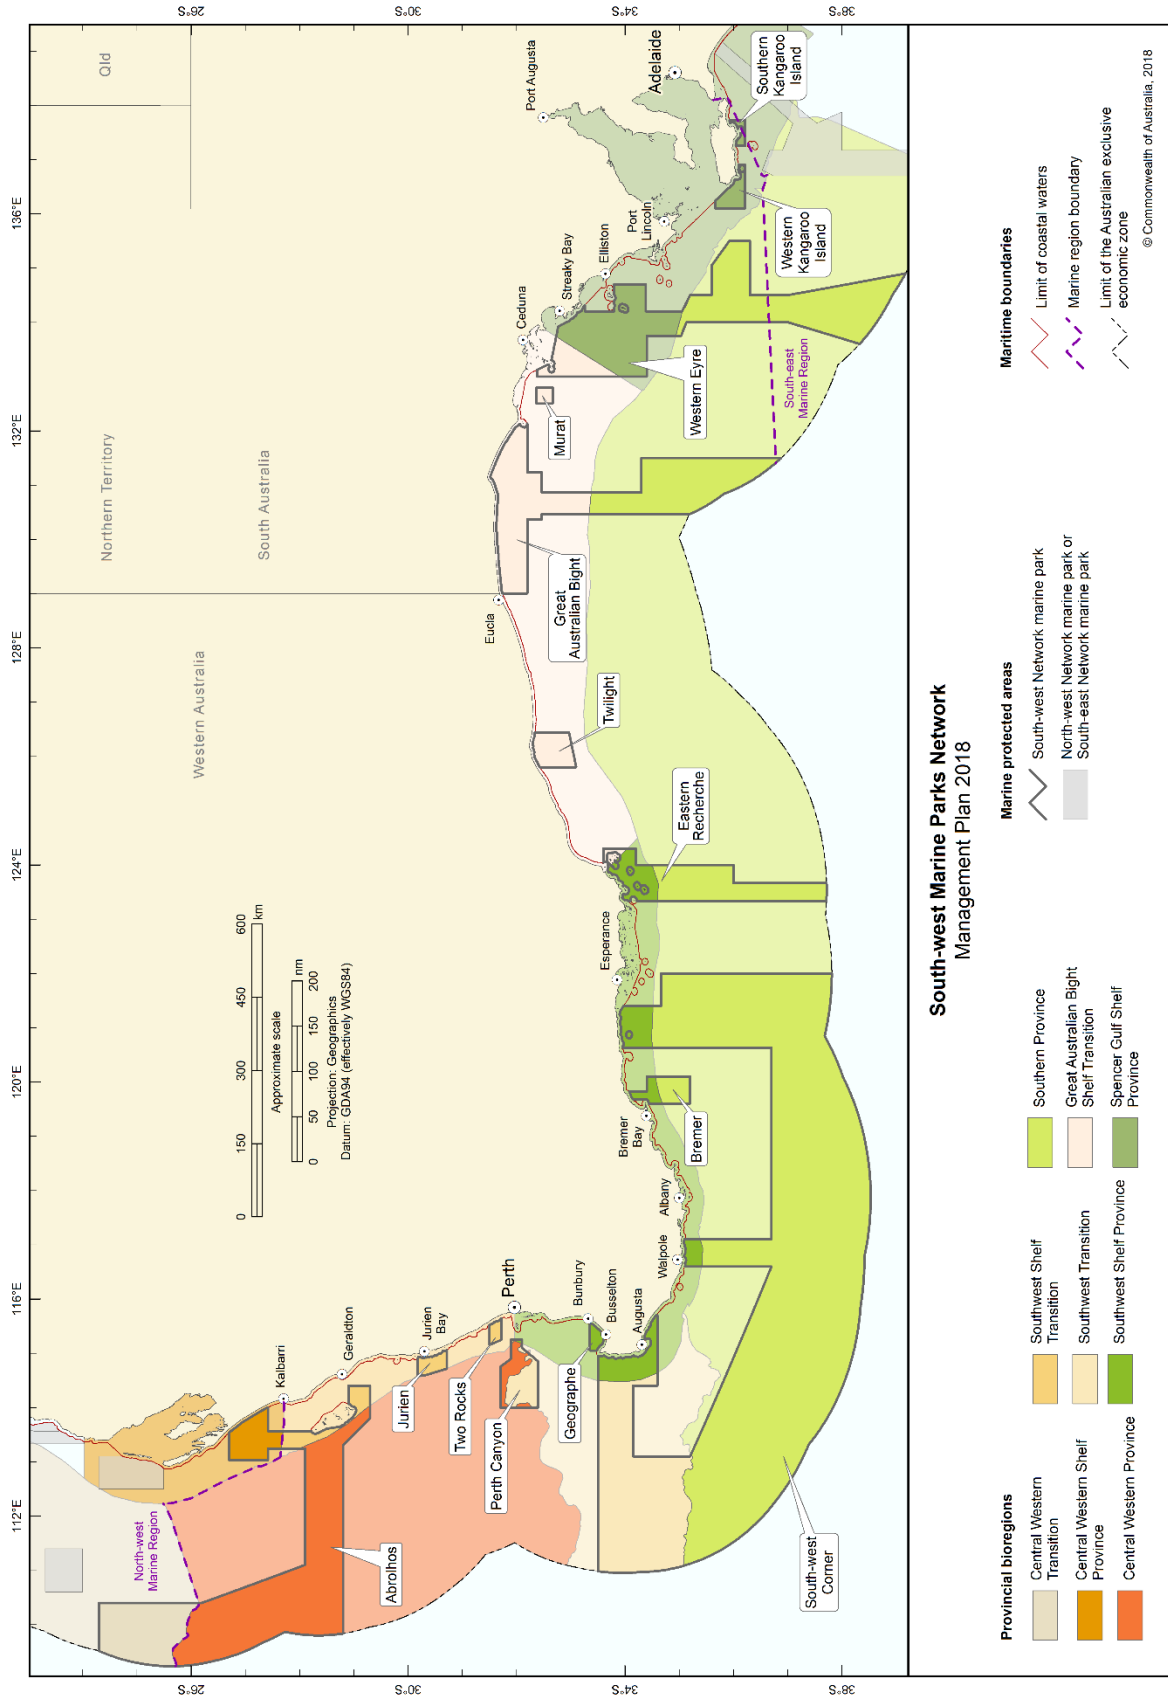 112°E
116°E
120°E
124°E
128°E
132°E
136°E
26°S
30°S
34°S
38°S
26°S
30°S
34°S
38°S
Western Australia
Northern Territory
South Australia
Qld
0
150
300
450
600
km
Approximate scale
nm
0
50
100
150
200
Projection: Geographics
Datum: GDA94 (effectively WGS84)
North-west
Marine Region
Kalbarri
Geraldton
Jurien
Bay
Perth
Bunbury
Busselton
Augusta
Walpole
Albany
Bremer
Bay
Esperance
Eucla
Ceduna
Streaky Bay
Elliston
Port
Lincoln
Port Augusta
Adelaide
Abrolhos
Jurien
Two Rocks
Perth Canyon
Geographe
South-west
Corner
Bremer
Eastern
Recherche
Twilight
Great
Australian Bight
Murat
Western Eyre
Western
Kangaroo
Island
Southern
Kangaroo
Island
South-east
Marine Region
South-west Marine Parks Network
Management Plan 2018
Provincial bioregions
Central Western
Transition
Central Western Shelf
Province
Central Western Province
Southwest Shelf
Transition
Southwest Transition
Southwest Shelf Province
Southern Province
Great Australian Bight
Shelf Transition
Spencer Gulf Shelf
Province
Marine protected areas
South-west Network marine park
North-west Network marine park or
South-east Network marine park
Maritime boundaries
Limit of coastal waters
Marine region boundary
Limit of the Australian exclusive
economic zone
© Commonwealth of Australia, 2018